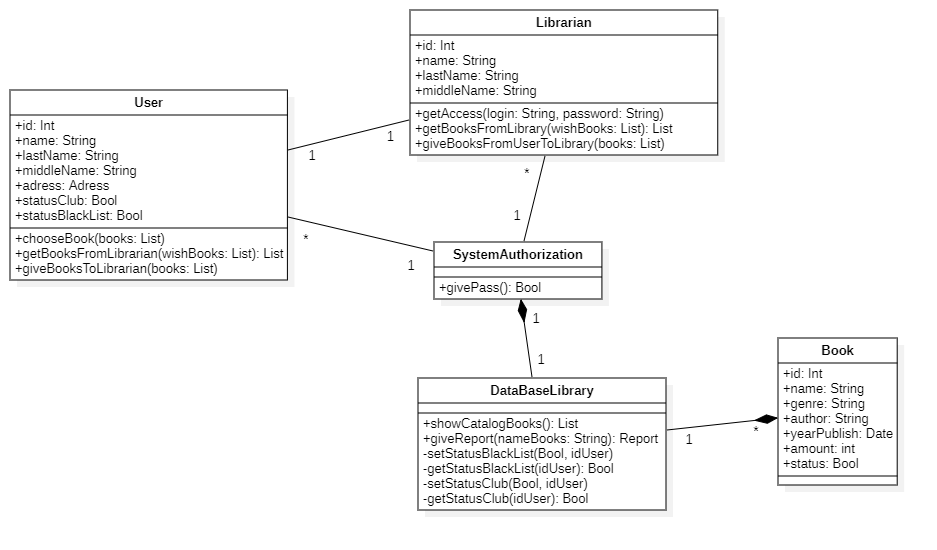 Librarian
+id: Int
+name: String
+lastName: String
+middleName: String
+getAccess(login: String, password: String)
+getBooksFromLibrary(wishBooks: List): List
+giveBooksFromUserToLibrary(books: List)
User
+id: Int
+name: String
+lastName: String
+middleName: String
+adress: Adress
+statusClub: Bool
+statusBlackList: Bool
+chooseBook(books: List)
+getBooksFromLibrarian(wishBooks: List): List
+giveBooksToLibrarian(books: List)
1
1
*
1
*
1
SystemAuthorization
+givePass(): Bool
1
1
DataBaseLibrary
+showCatalogBooks(): List
+giveReport(nameBooks: String): Report
-setStatusBlackList(Bool, idUser)
-getStatusBlackList(idUser): Bool
-setStatusClub(Bool, idUser)
-getStatusClub(idUser): Bool
1
*
Book
+id: Int
+name: String
+genre: String
+author: String
+yearPublish: Date
+amount: int
+status: Bool